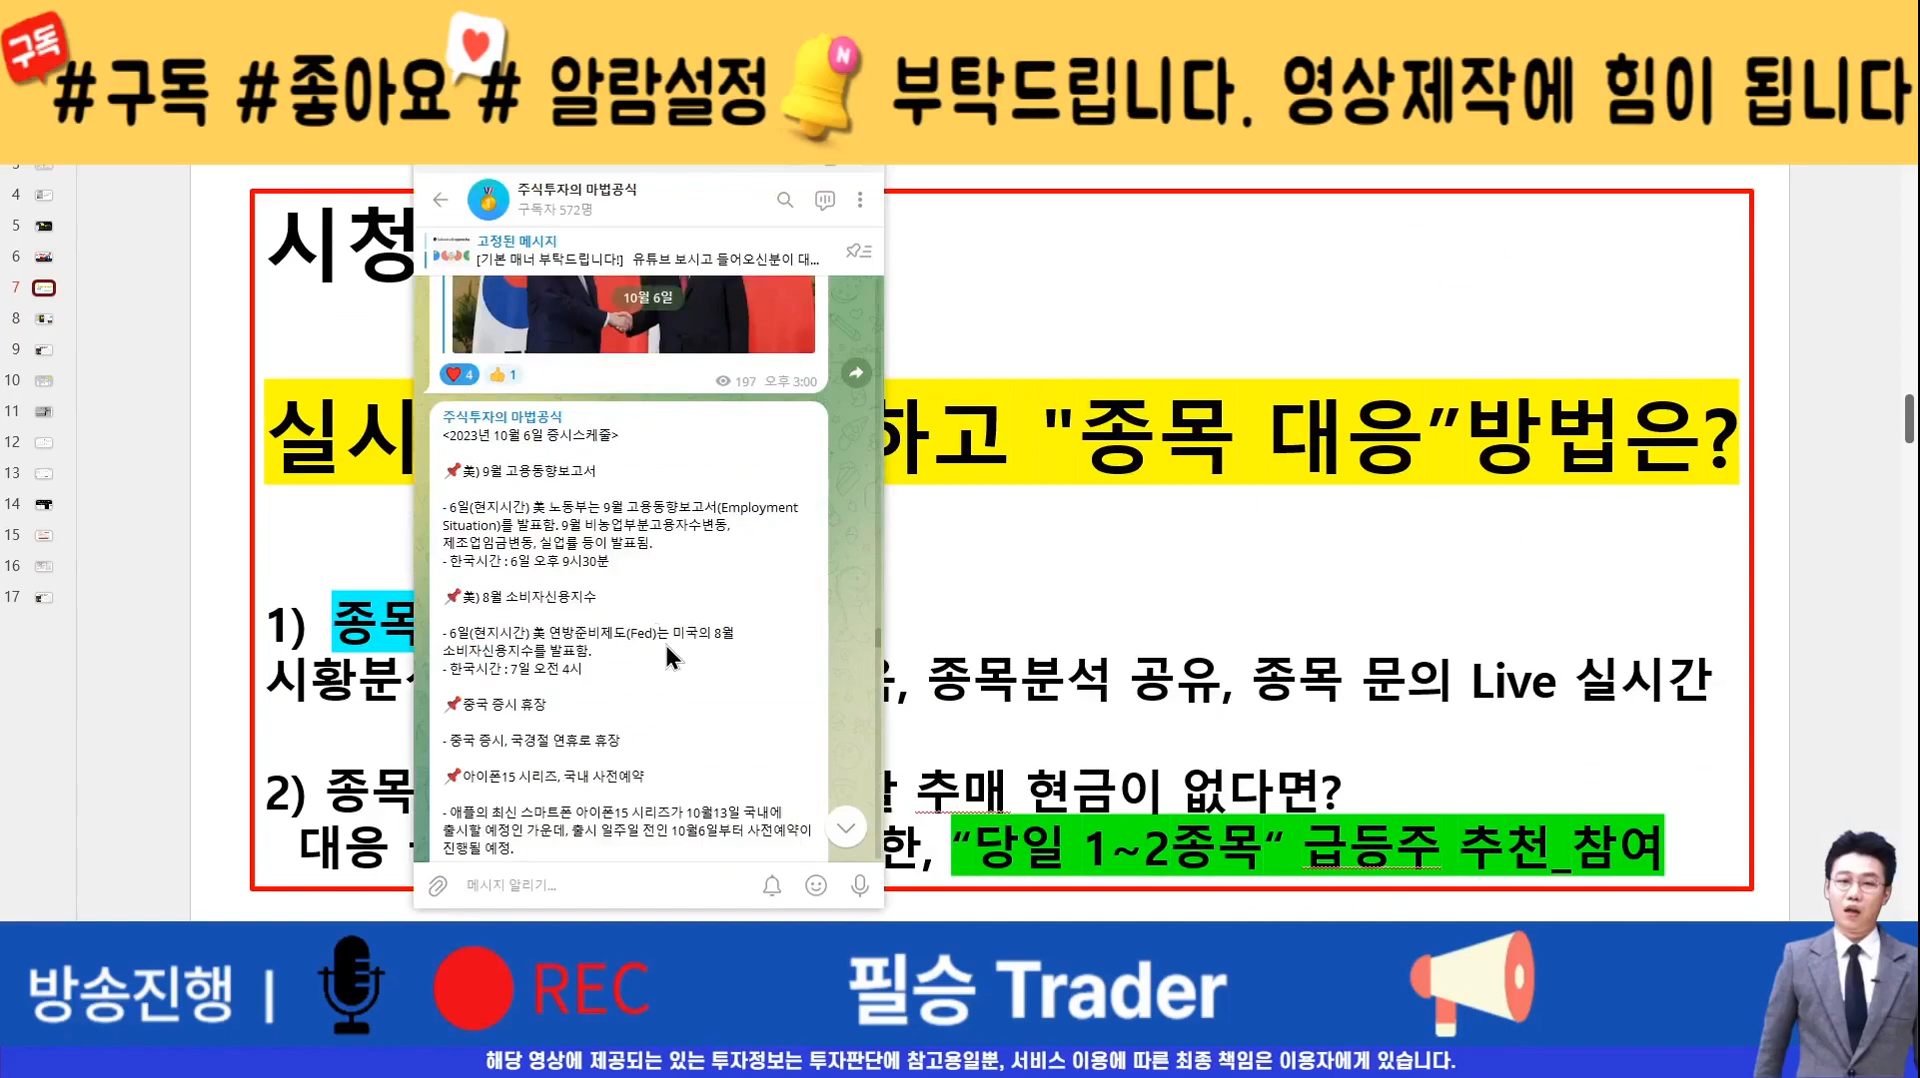 구독
#구독 #좋아요 # 알람설정 N 부탁드립니다. 영상제작에 힘이 됩니다
4
5
6
7
8
9
10
11
12
13
14
15
16
17
시청
실시
하고 "종목 대응”방법은?
1) 종목
시황분
, 종목분석 공유, 종목 문의 Live 실시간
2) 종목
추매 현금이 없다면?
대응
한, “당일 1~2종목“ 급등주 추천_참여
주식투자의 마법공식
구독자 572명
고정된 메시지
[기본 매너 부탁드립니다!] 유튜브 보시고 들어오신분이 대...
10월 6일
4 1
197 오후 3:00
주식투자의 마법공식
<2023년 10월 6일 증시스케줄>
美) 9월 고용동향보고서
- 6일(현지시간) 美 노동부는 9월 고용동향보고서(Employment
Situation)를 발표함. 9월 비농업부분고용자수변동,
제조업임금변동, 실업률 등이 발표됨.
- 한국시간 : 6일 오후 9시30분
美) 8월 소비자신용지수
- 6일(현지시간) 美 연방준비제도(Fed)는 미국의 8월
소비자신용지수를 발표함.
- 한국시간 : 7일 오전 4시
중국 증시 휴장
- 중국 증시, 국경절 연휴로 휴장
아이폰15 시리즈, 국내 사전예약
- 애플의 최신 스마트폰 아이폰15 시리즈가 10월13일 국내에
출시할 예정인 가운데, 출시 일주일 전인 10월6일부터 사전예약이
진행될 예정.
메시지 알리기...
방송진행 | REC 필승 Trader
해당 영상에 제공되는 있는 투자정보는 투자판단에 참고용일뿐, 서비스 이용에 따른 최종 책임은 이용자에게 있습니다.